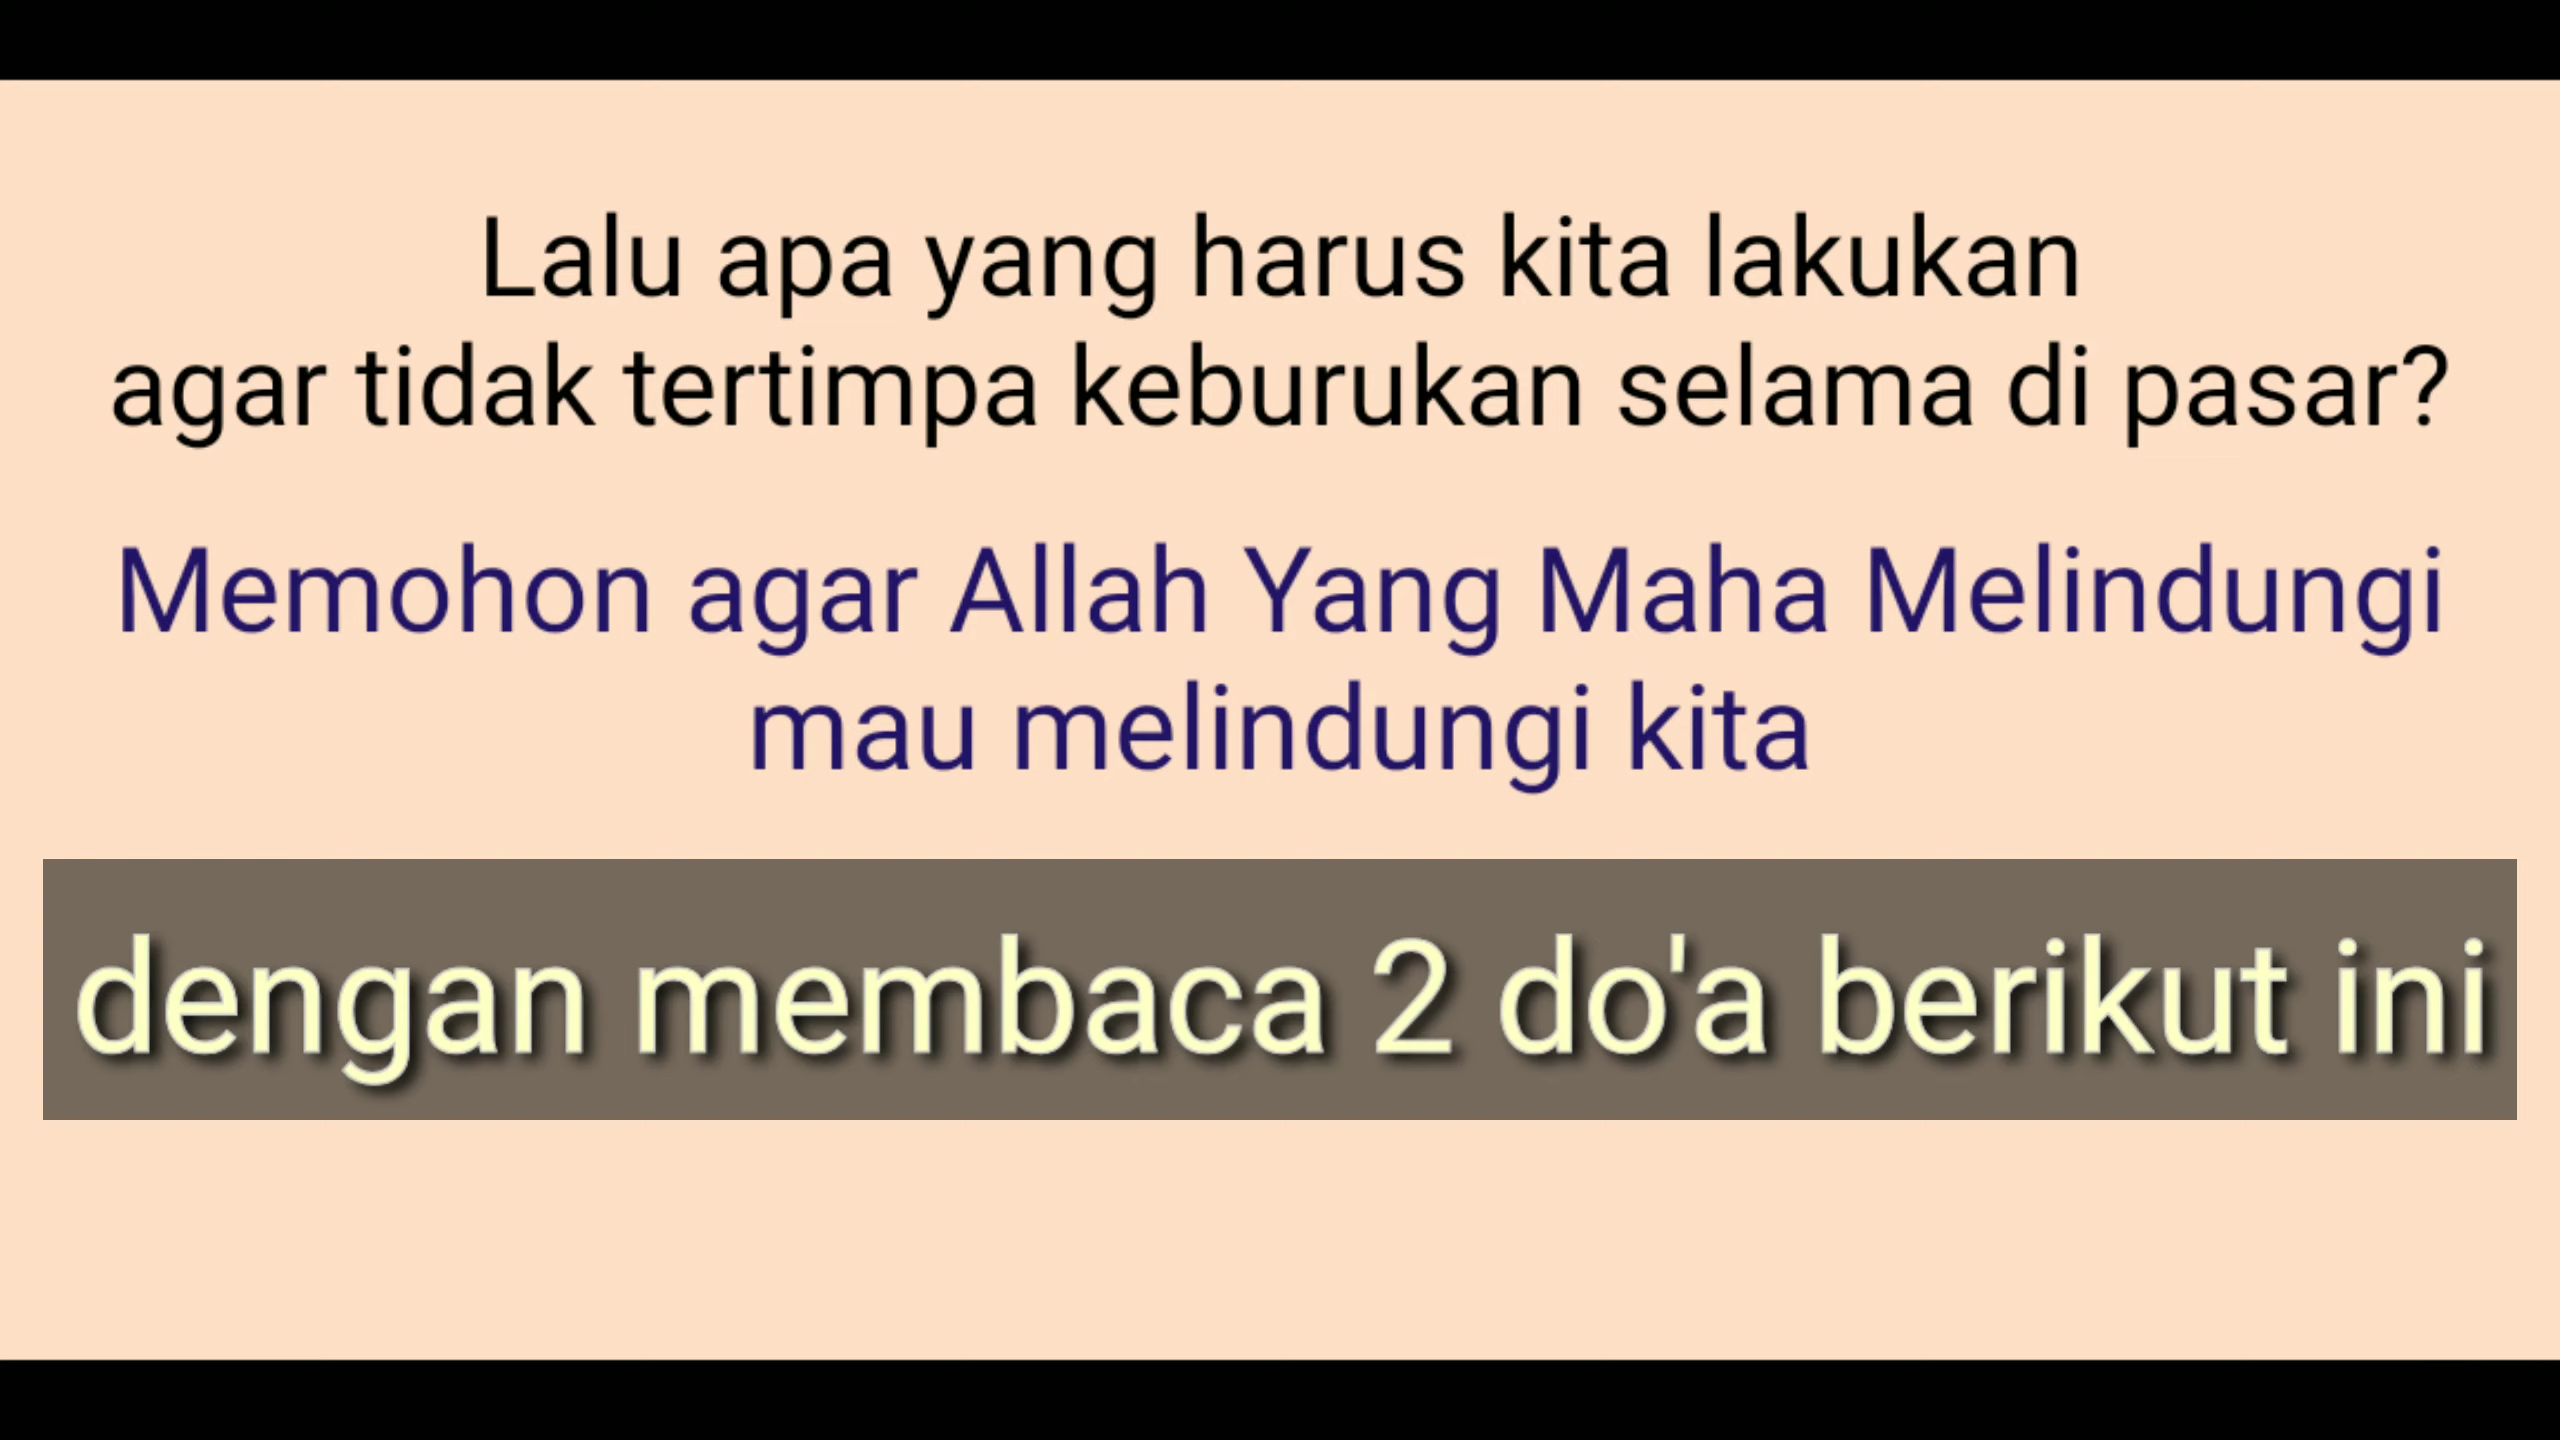 Lalu apa yang harus kita lakukan
agar tidak tertimpa keburukan selama di pasar?
Memohon agar Allah Yang Maha Melindungi
mau melindungi kita
dengan membaca 2 do'a berikut ini